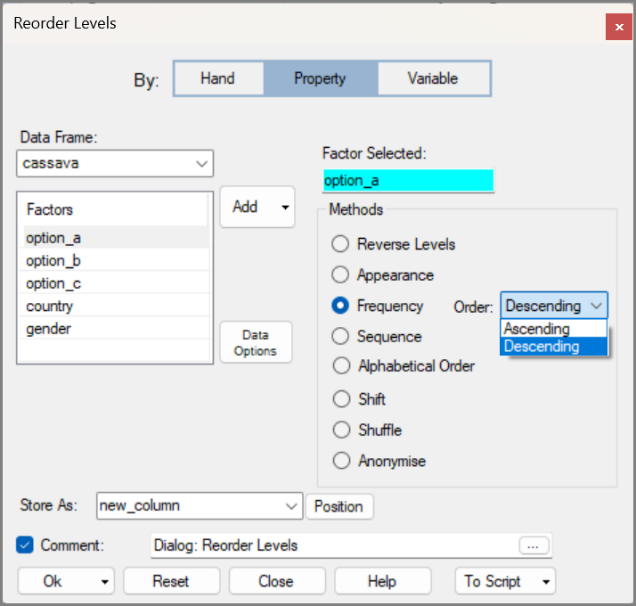 Reorder Levels
By: Hand Property Variable
Data Frame:
cassava
Factors
option_a
option_b
option_c
country
gender
Add
Data
Options
Factor Selected:
option_a
Methods
Reverse Levels
Appearance
Frequency Order: Descending
Ascending
Descending
Sequence
Alphabetical Order
Shift
Shuffle
Anonymise
Store As: new_column Position
Comment: Dialog: Reorder Levels ...
Ok Reset Close Help To Script